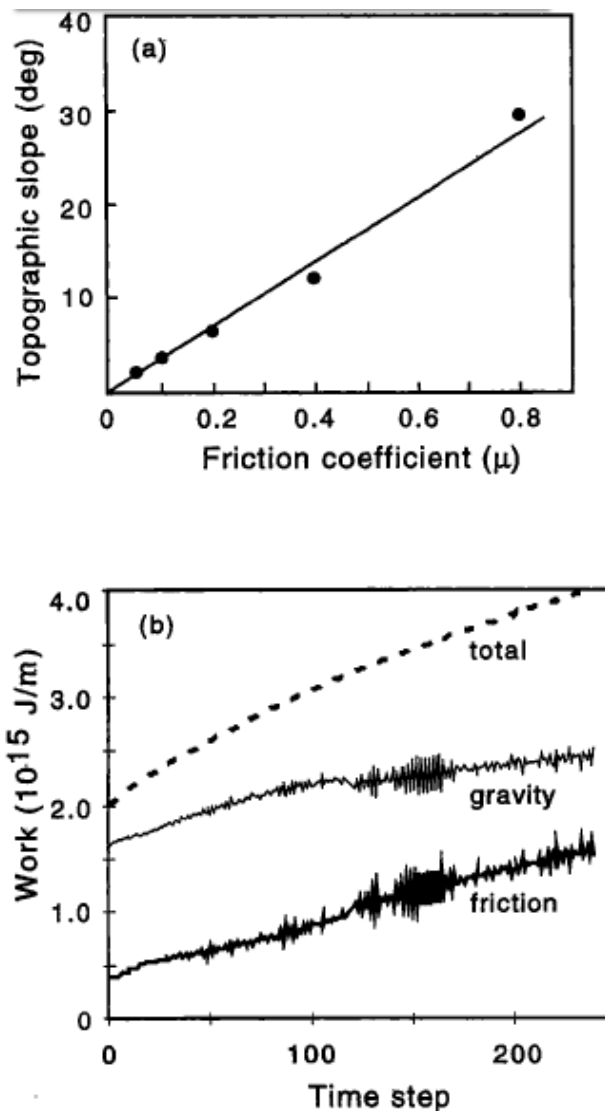 40
(a)
30
20
10
Topographic slope (deg)
0
0.2
0.4
0.6
0.8
Friction coefficient (μ)
4.0
(b)
total
3.0
gravity
2.0
friction
1.0
0
Work (10¹⁵ J/m)
0
100
200
Time step